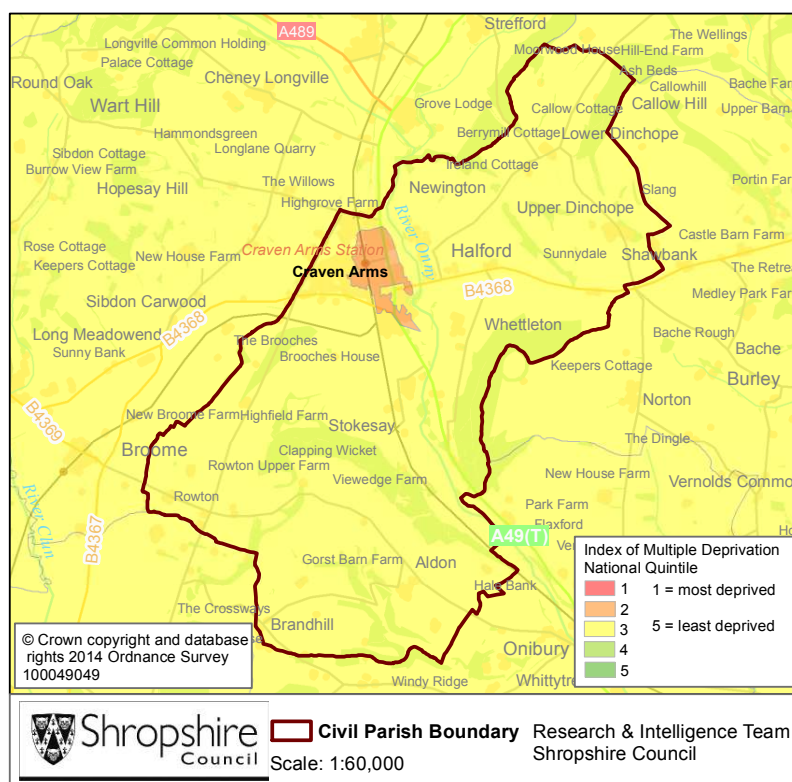 Strefford
A489
Moorwood House
Hill-End Farm
The Wellings
Longville Common Holding
Palace Cottage
Round Oak
Cheney Longville
Ash Beds
Callowhill
Bache Farm
Wart Hill
Grove Lodge
Callow Cottage
Callow Hill
Upper Barn
Hammondsgreen
Berrymill Cottage
Lower Dinchope
Longlane Quarry
Sibdon Cottage
Burrow View Farm
Ireland Cottage
Hopesay Hill
The Willows
Newington
Slang
Portin Farm
Highgrove Farm
Upper Dinchope
River Onny
Rose Cottage
New House Farm
Craven Arms Station
Halford
Sunnydale
Shawbank
Castle Barn Farm
Keepers Cottage
Craven Arms
The Retrea
B4368
Medley Park Far
Sibdon Carwood
Long Meadowend
B4368
Whettleton
Sunny Bank
The Brooches
Brooches House
Bache Rough
Bache
Keepers Cottage
Burley
B4369
New Broome Farm
Highfield Farm
Stokesay
Norton
Broome
Clapping Wicket
The Dingle
Rowton Upper Farm
Viewedge Farm
New House Farm
Vernolds Commo
River Clun
Rowton
Park Farm
Flaxford
A49(T)
B4367
Gorst Barn Farm
Aldon
Hale Bank
The Crossways
Brandhill
Onibury
Windy Ridge
Whittytre
Index of Multiple Deprivation
National Quintile
1 1 = most deprived
2
3 5 = least deprived
4
5
© Crown copyright and database
rights 2014 Ordnance Survey
100049049
Shropshire
Council
Civil Parish Boundary
Scale: 1:60,000
Research & Intelligence Team
Shropshire Council